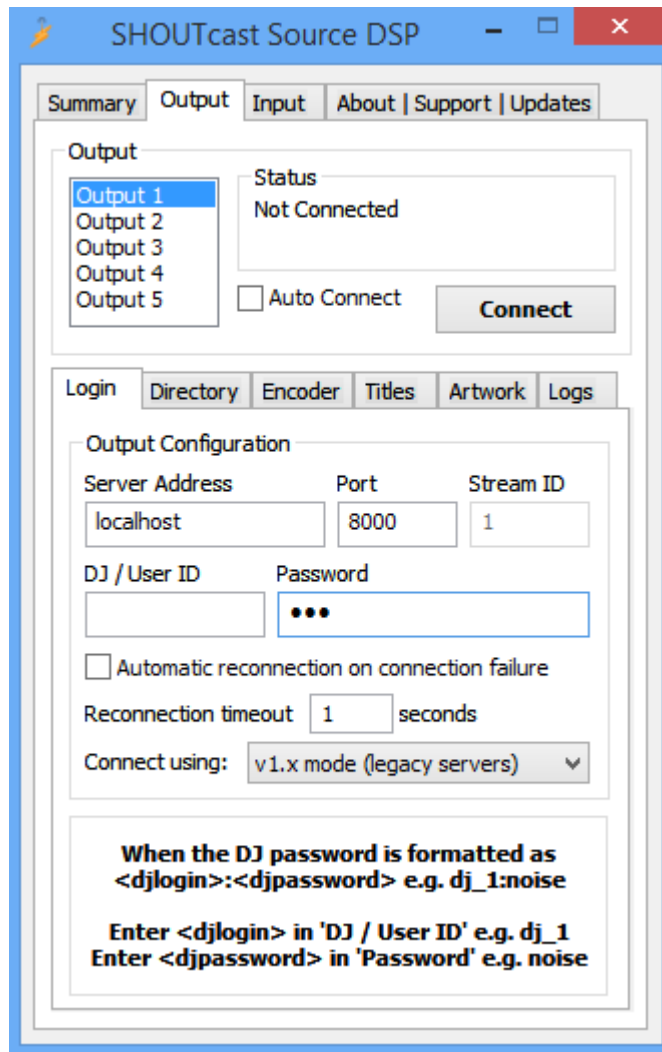 SHOUTcast Source DSP
Summary Output Input About | Support | Updates
Output
Output 1
Output 2
Output 3
Output 4
Output 5
Status
Not Connected
Auto Connect
Connect
Login Directory Encoder Titles Artwork Logs
Output Configuration
Server Address Port Stream ID
localhost 8000 1
DJ / User ID Password
●●●
Automatic reconnection on connection failure
Reconnection timeout 1 seconds
Connect using: v1.x mode (legacy servers)
When the DJ password is formatted as
<djlogin>:<djpassword> e.g. dj_1:noise
Enter <djlogin> in 'DJ / User ID' e.g. dj_1
Enter <djpassword> in 'Password' e.g. noise